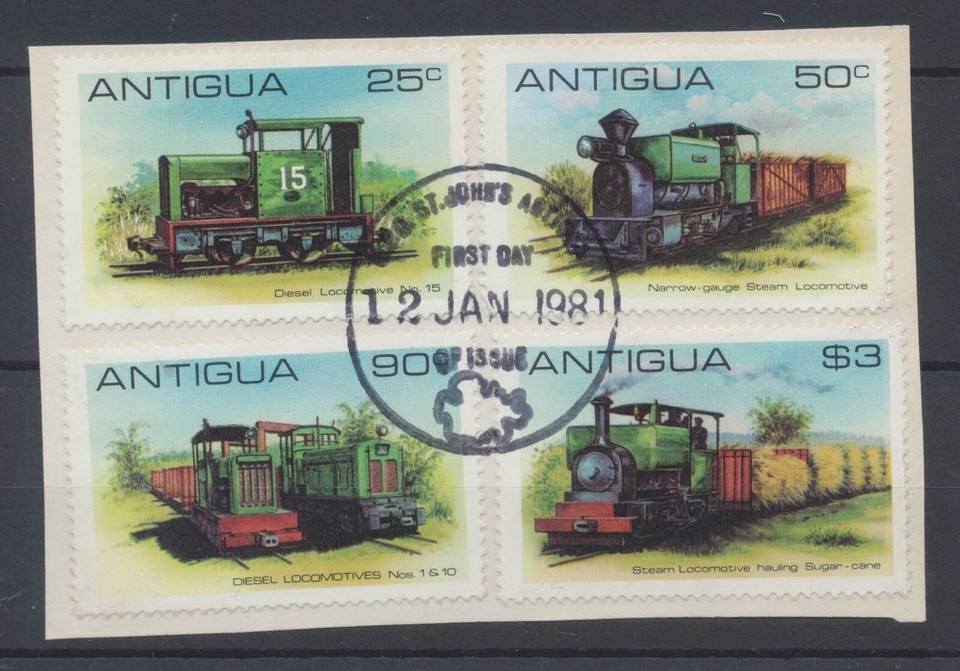 ANTIGUA 25c
15
Diesel Locomotive No. 15
ANTIGUA 50c
Narrow-gauge Steam Locomotive
ST. JOHN'S
FIRST DAY
12 JAN 1981
OF ISSUE
ANTIGUA 90c
DIESEL LOCOMOTIVES Nos. 1 & 10
ANTIGUA $3
Steam Locomotive hauling Sugar-cane